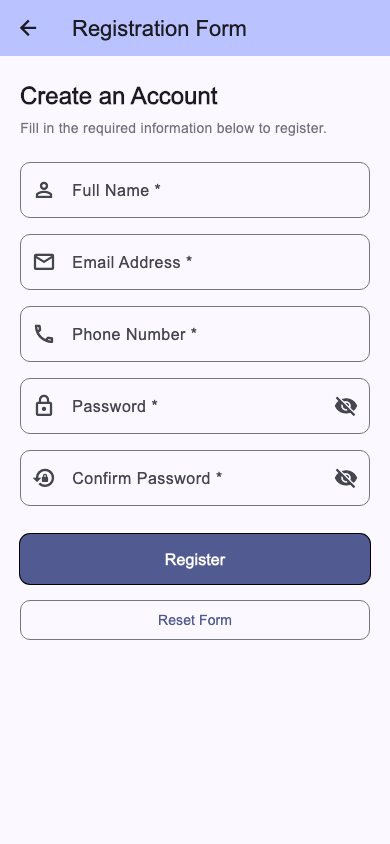 Registration Form
Create an Account
Fill in the required information below to register.
Full Name *
Email Address *
Phone Number *
Password *
Confirm Password *
Register
Reset Form